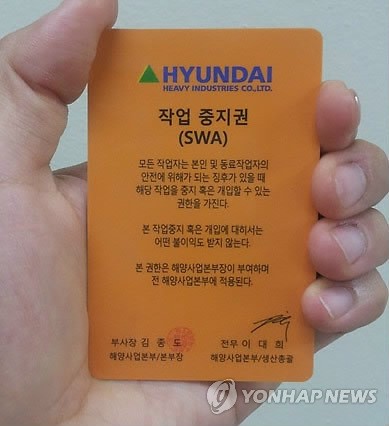 HYUNDAI
HEAVY INDUSTRIES CO.,LTD.
작업 중지권
(SWA)
모든 작업자는 본인 및 동료작업자의
안전에 위해가 되는 징후가 있을 때
해당 작업을 중지 혹은 개입할 수 있는
권한을 가진다.
본 작업중지 혹은 개입에 대해서는
어떤 불이익도 받지 않는다.
본 권한은 해양사업본부장이 부여하며
전 해양사업본부에 적용된다.
부사장 김 종 도 전무 이 대 희
해양사업본부/본부장 해양사업본부/생산총괄
YONHAP NEWS